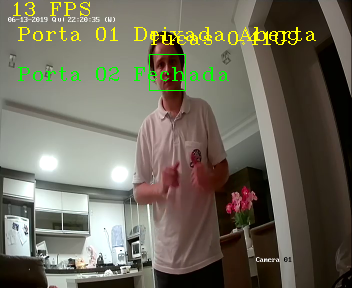 13 FPS
06-13-2019 Qui 22:20:35 (W)
Porta 01 Deixada Aberta
lucas 0.4109
Porta 02 Fechada
Camera 01